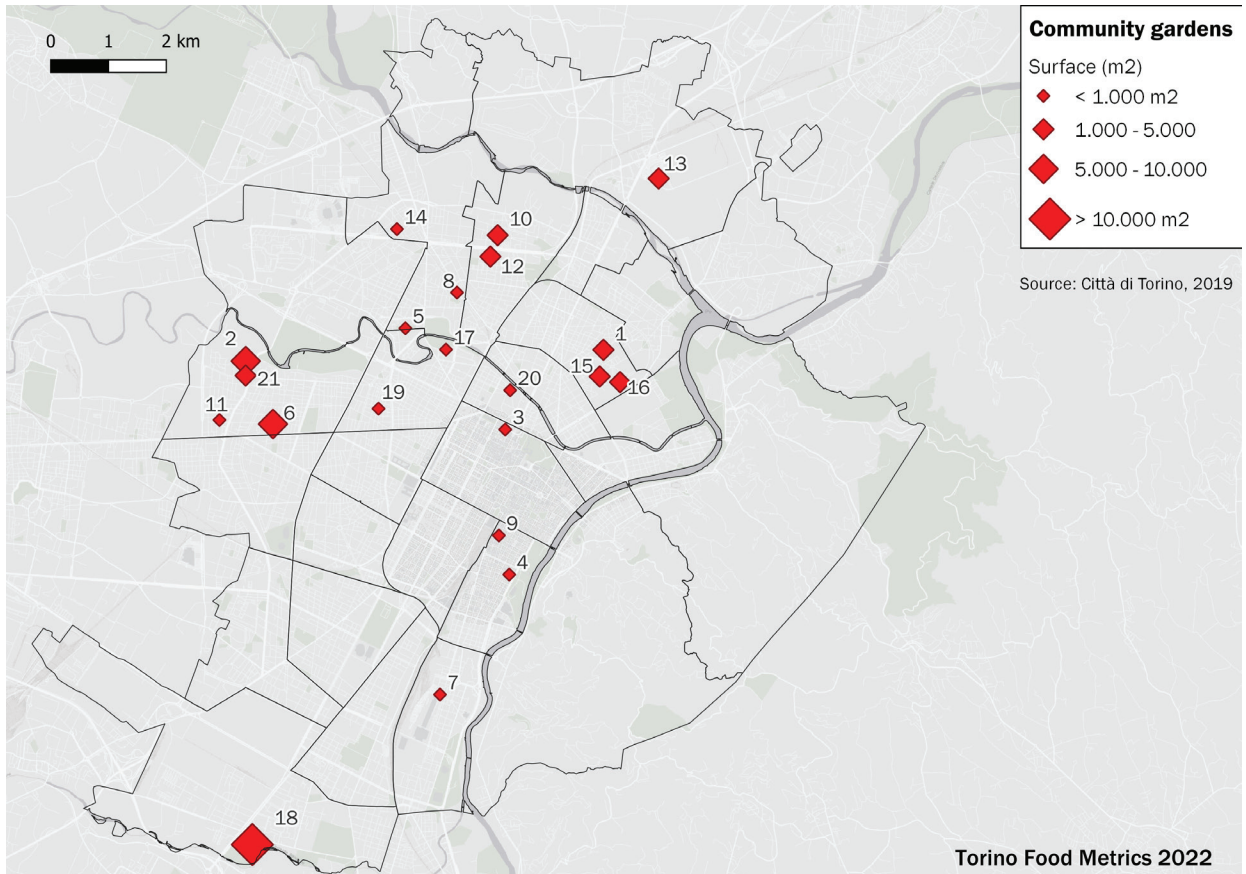 0 1 2 km
Community gardens
Surface (m2)
< 1.000 m2
1.000 - 5.000
5.000 - 10.000
> 10.000 m2
Source: Città di Torino, 2019
13
14
10
12
8
5
17
2
21
1
15
16
20
19
11
6
3
9
4
7
18
Torino Food Metrics 2022